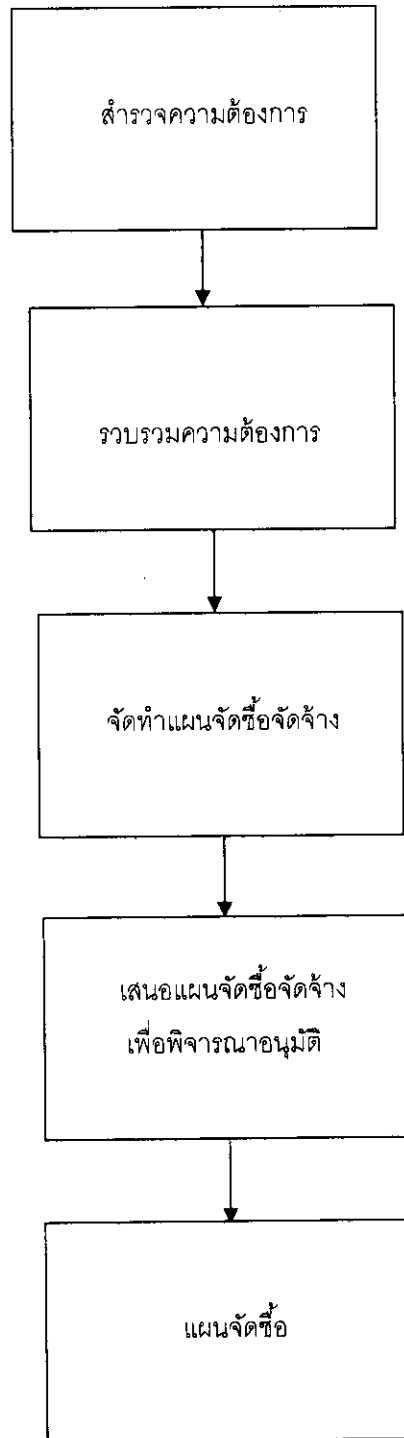 สำรวจความต้องการ
รวบรวมความต้องการ
จัดทำแผนจัดซื้อจัดจ้าง
เสนอแผนจัดซื้อจัดจ้าง
เพื่อพิจารณาอนุมัติ
แผนจัดซื้อ